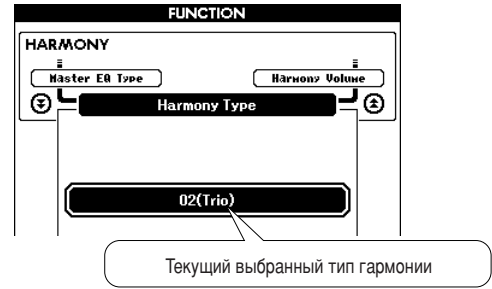 FUNCTION
HARMONY
Master EQ Type
Harmony Volume
Harmony Type
02(Trio)
Текущий выбранный тип гармонии